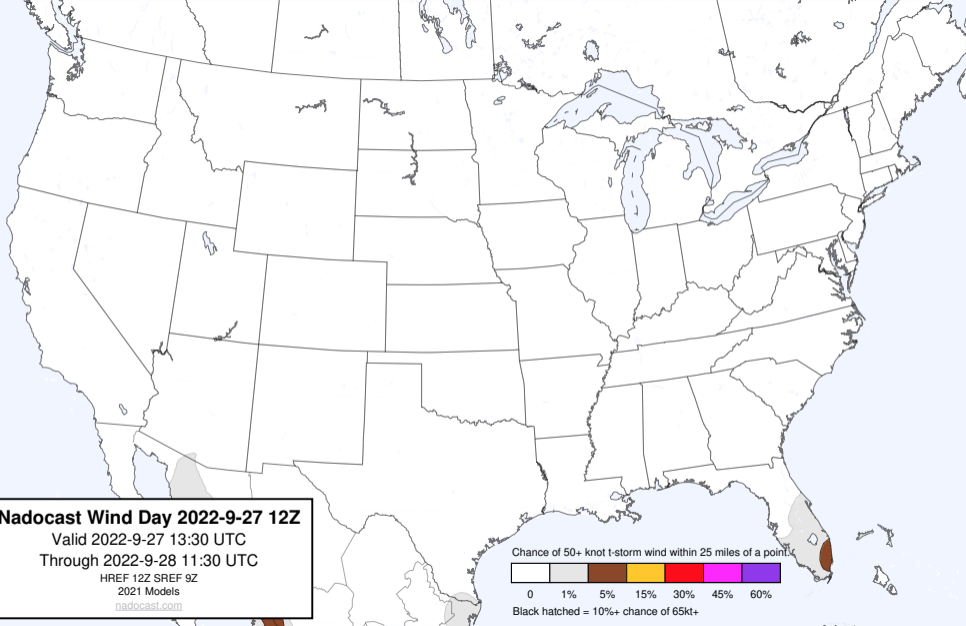 Nadocast Wind Day 2022-9-27 12Z
Valid 2022-9-27 13:30 UTC
Through 2022-9-28 11:30 UTC
HREF 12Z SREF 9Z
2021 Models
nadocast.com
Chance of 50+ knot t-storm wind within 25 miles of a point.
0 1% 5% 15% 30% 45% 60%
Black hatched = 10%+ chance of 65kt+